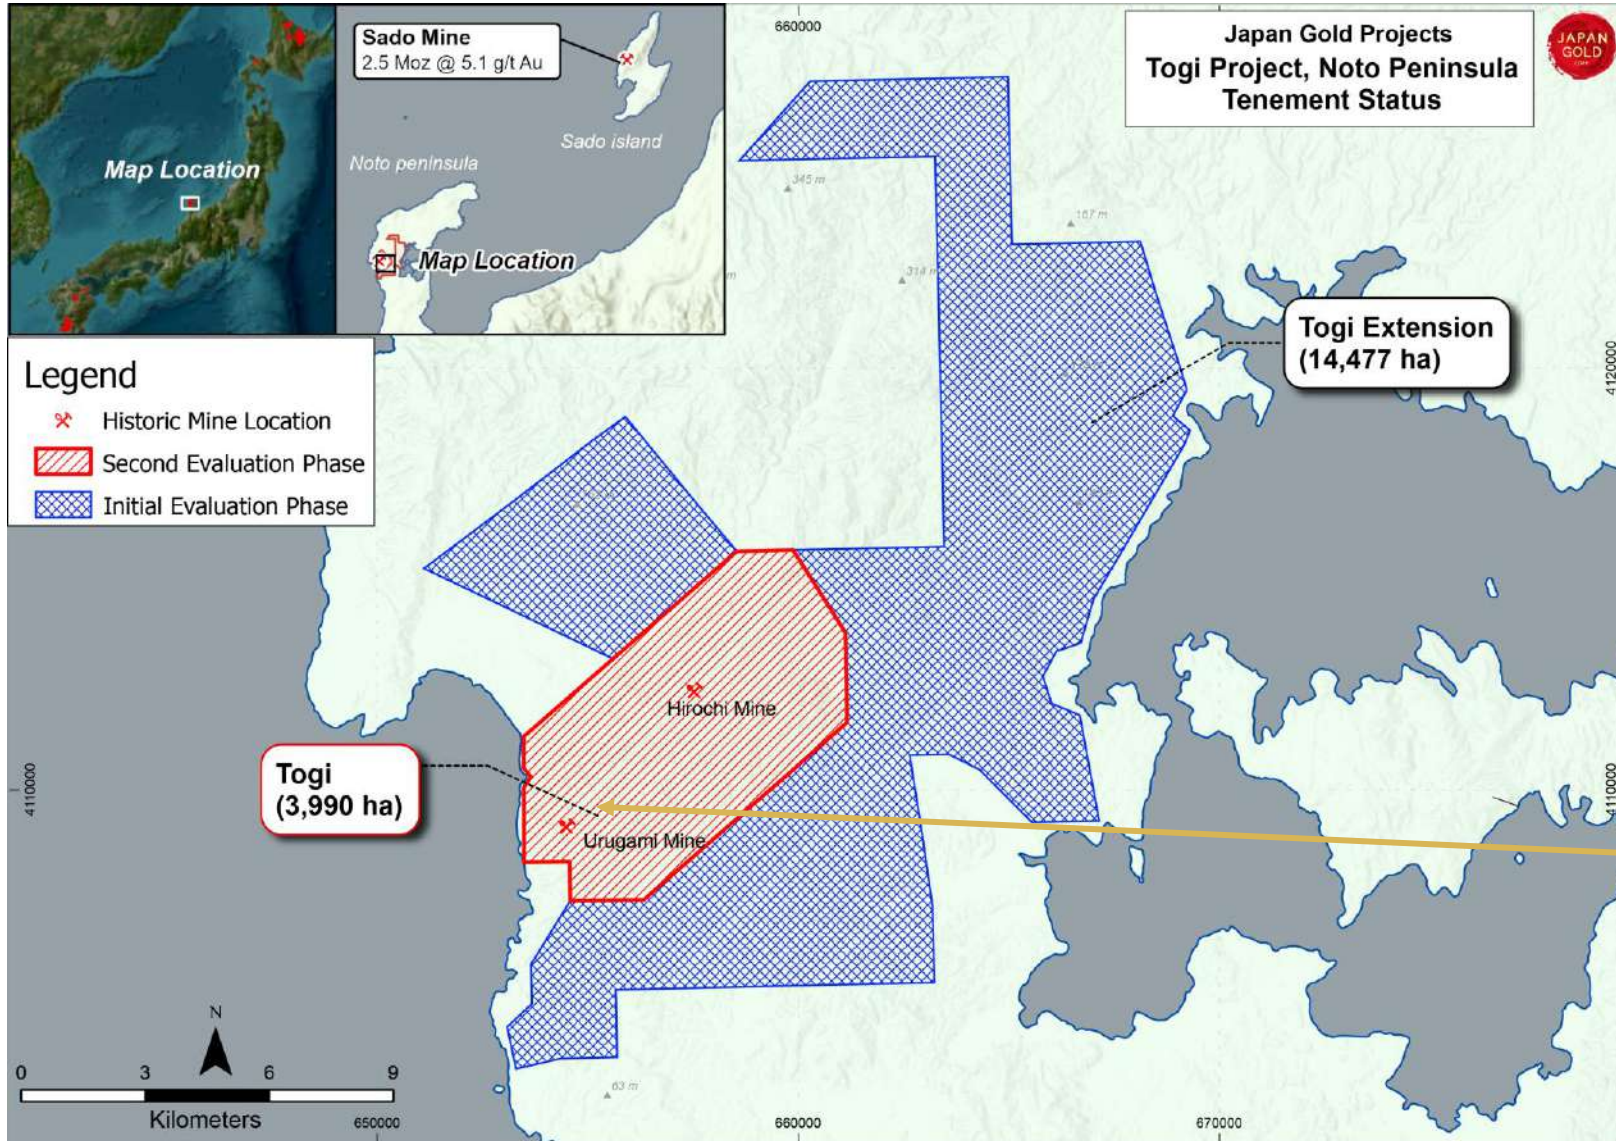 660000
Japan Gold Projects
Togi Project, Noto Peninsula
Tenement Status
JAPAN
GOLD
Sado Mine
2.5 Moz @ 5.1 g/t Au
Sado island
Noto peninsula
Map Location
Map Location
345 m
167 m
314 m
Togi Extension
(14,477 ha)
4120000
Legend
Historic Mine Location
Second Evaluation Phase
Initial Evaluation Phase
Hirochi Mine
Togi
(3,990 ha)
Urugami Mine
4110000
4110000
N
0 3 6 9
Kilometers
63 m
650000
660000
670000